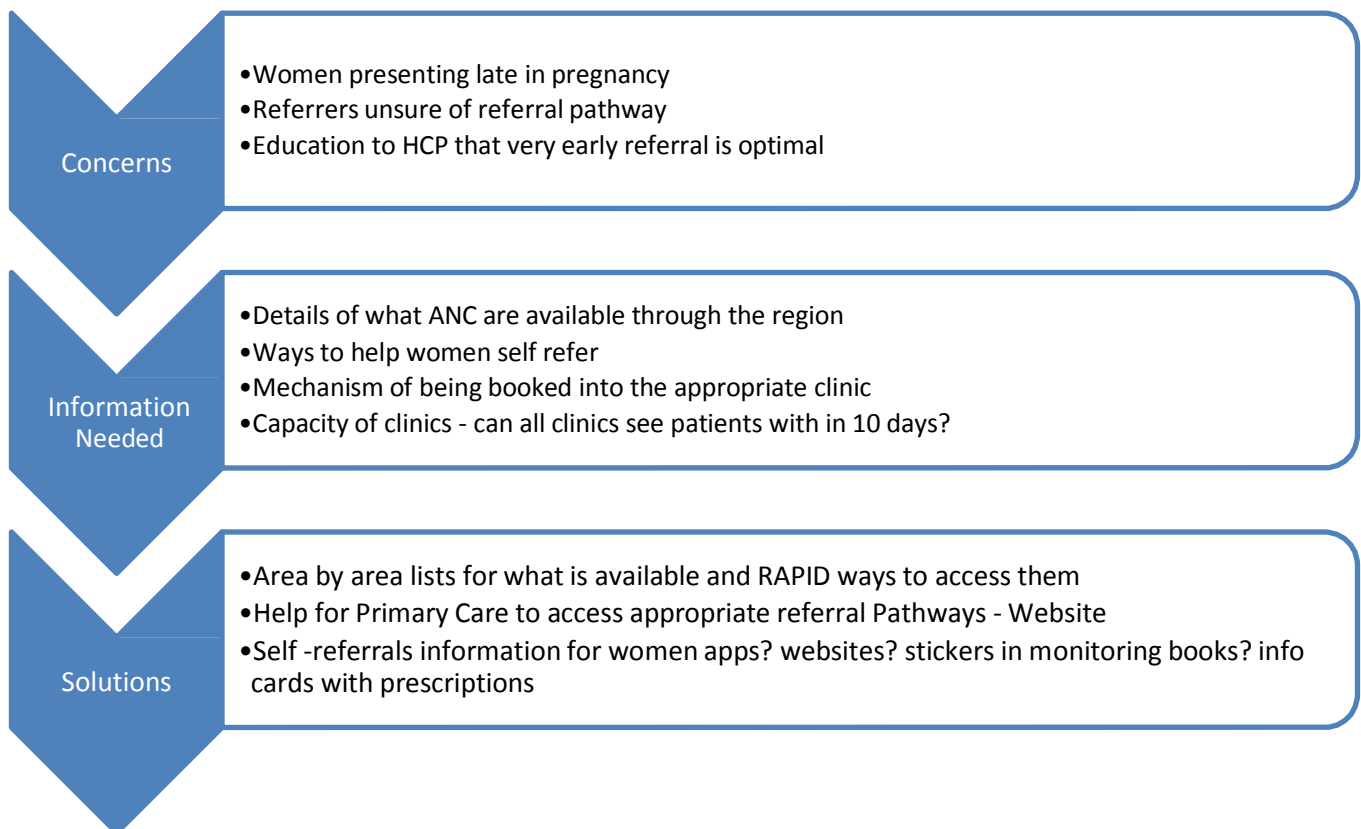 Concerns
•Women presenting late in pregnancy
•Referrers unsure of referral pathway
•Education to HCP that very early referral is optimal
Information
Needed
•Details of what ANC are available through the region
•Ways to help women self refer
•Mechanism of being booked into the appropriate clinic
•Capacity of clinics - can all clinics see patients with in 10 days?
Solutions
•Area by area lists for what is available and RAPID ways to access them
•Help for Primary Care to access appropriate referral Pathways - Website
•Self -referrals information for women apps? websites? stickers in monitoring books? info
cards with prescriptions